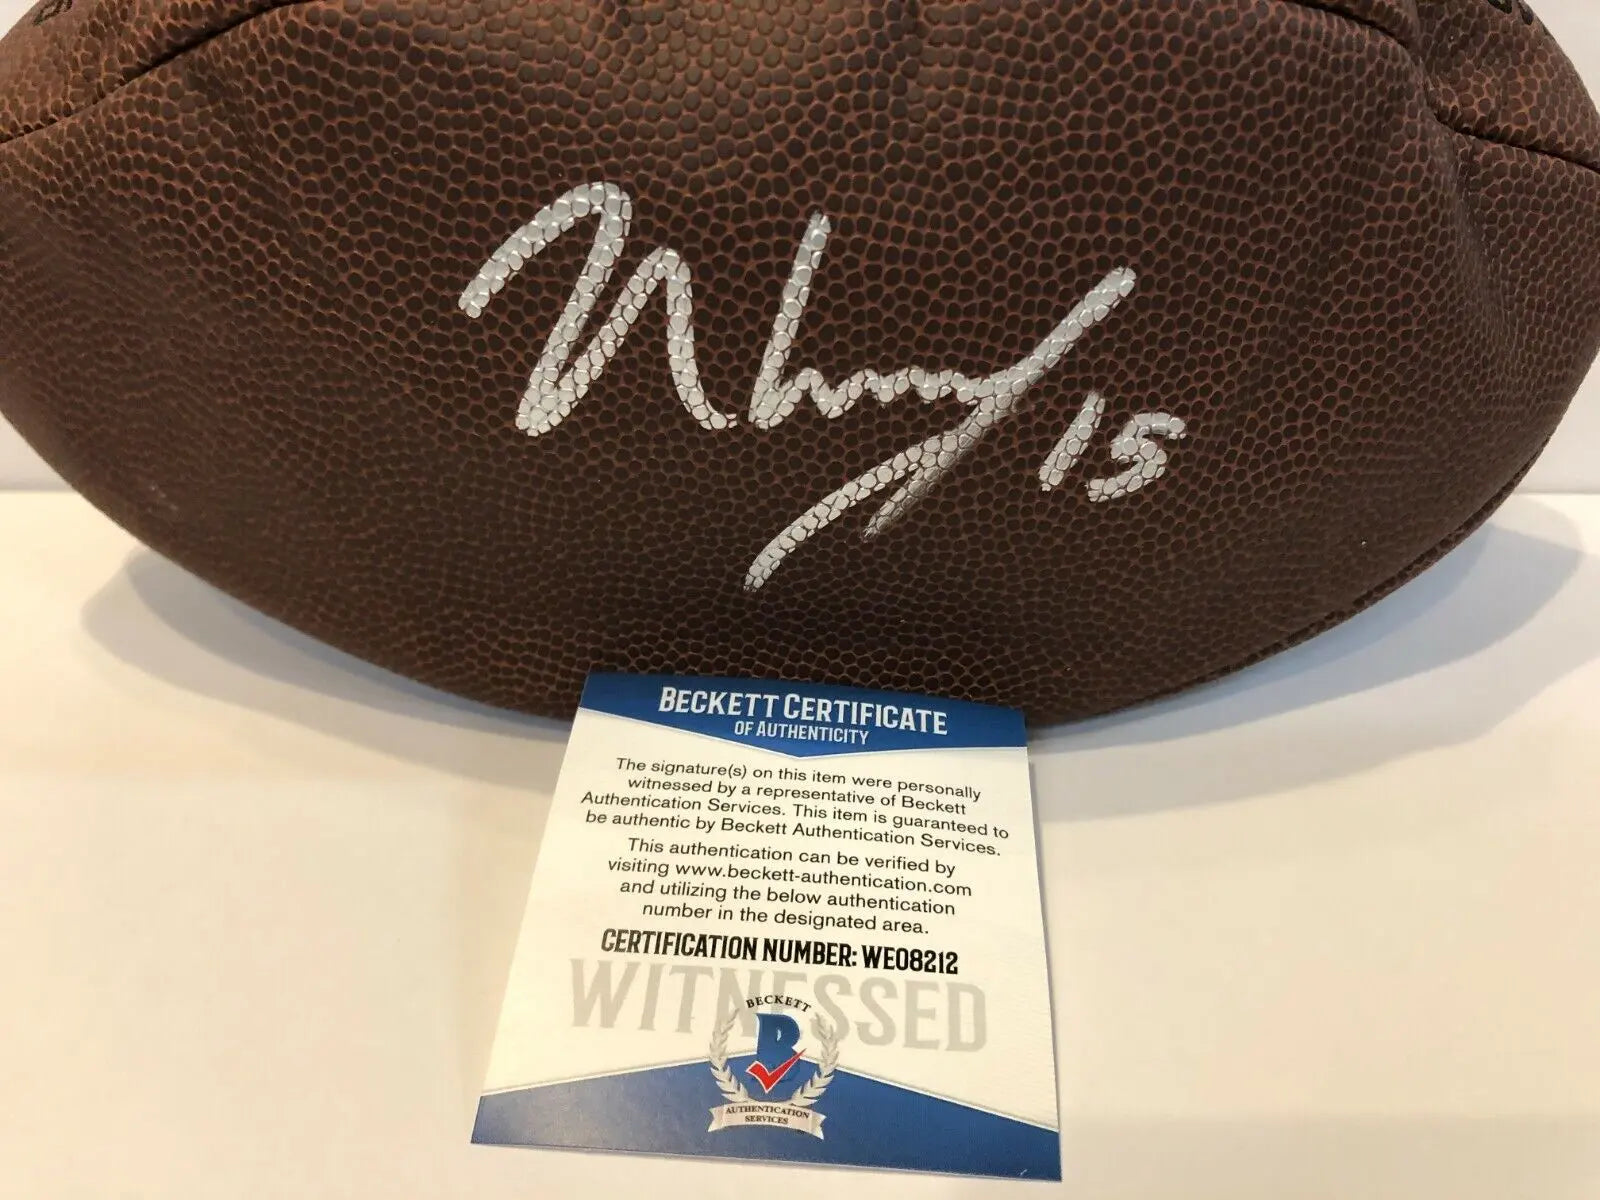 15
BECKETT CERTIFICATE
OF AUTHENTICITY
The signature(s) on this item were personally
witnessed by a representative of Beckett
Authentication Services. This item is guaranteed to
be authentic by Beckett Authentication Services.
This authentication can be verified by
visiting www.beckett-authentication.com
and utilizing the below authentication
number in the designated area.
CERTIFICATION NUMBER: WE08212
WITNESSED
BECKETT
B
AUTHENTICATION
SERVICES